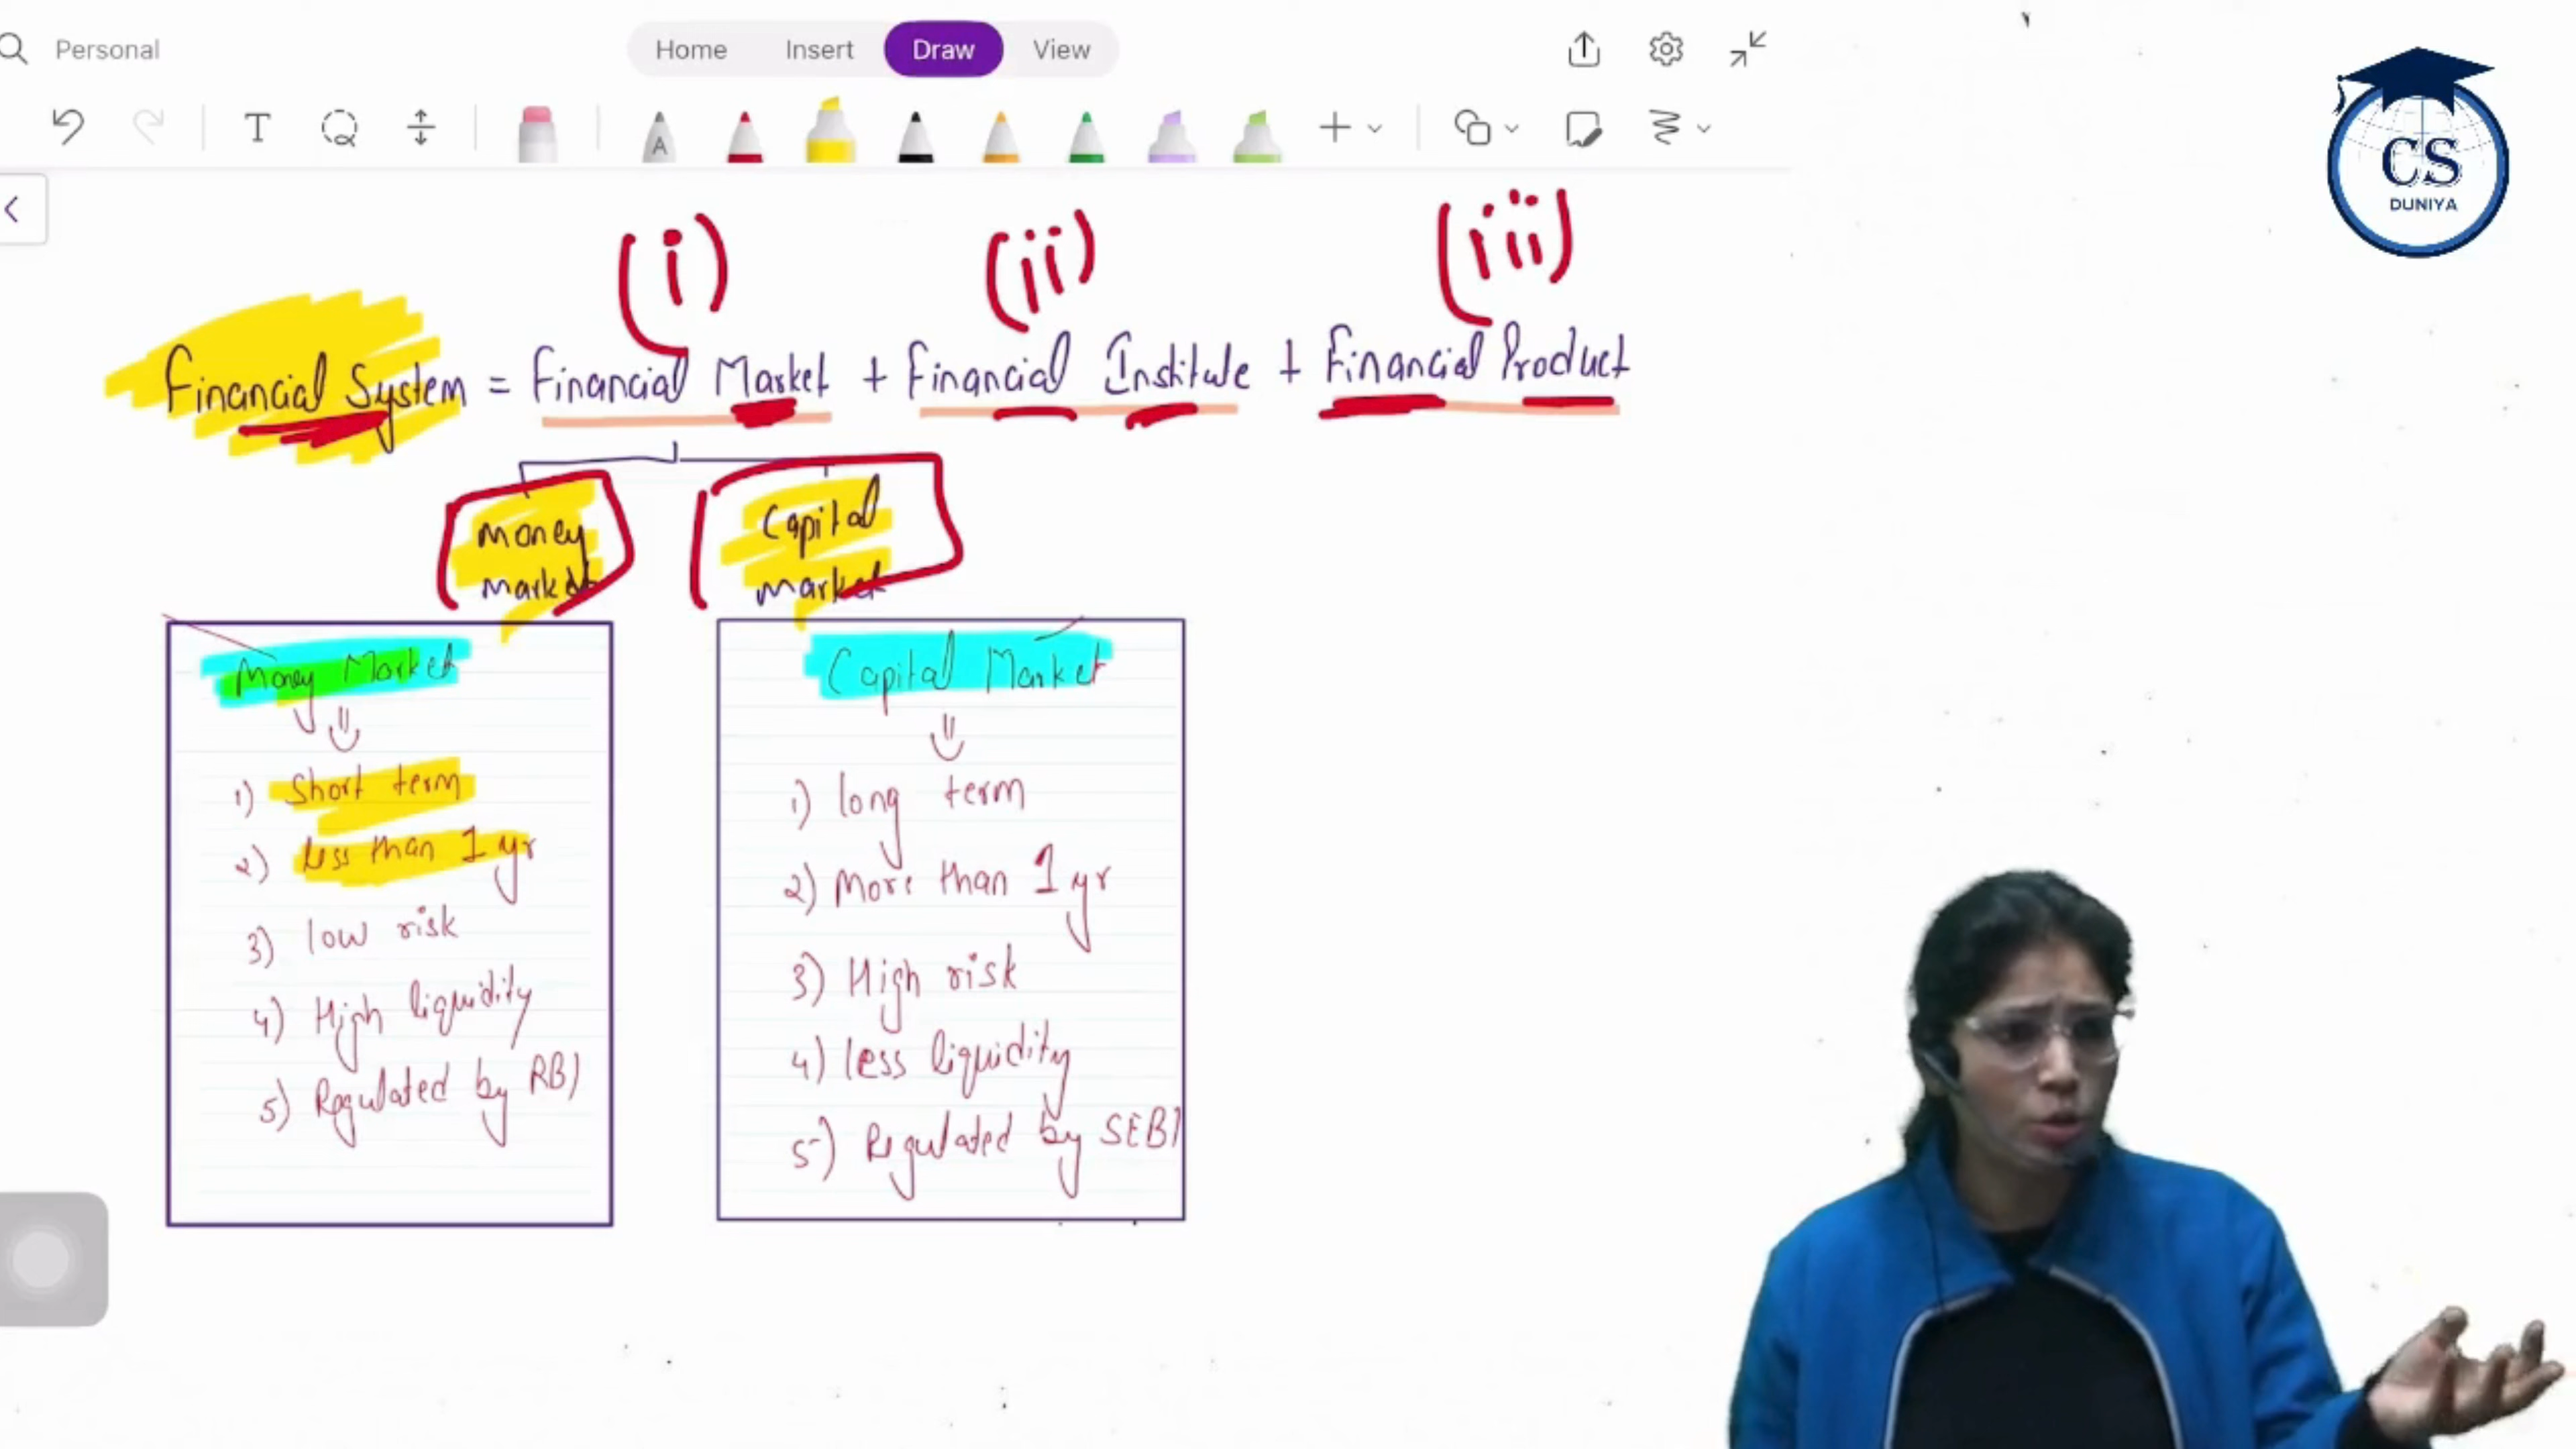 Personal
Home Insert Draw View
CS
DUNIYA
(i) (ii) (iii)
Financial System = Financial Market + Financial Institute + Financial Product
Money
Market
Capital
Market
Money Market
1) Short term
2) less than 1 yr
3) low risk
4) High liquidity
5) Regulated by RBI
Capital Market
1) long term
2) More than 1 yr
3) High risk
4) less liquidity
5) Regulated by SEBI